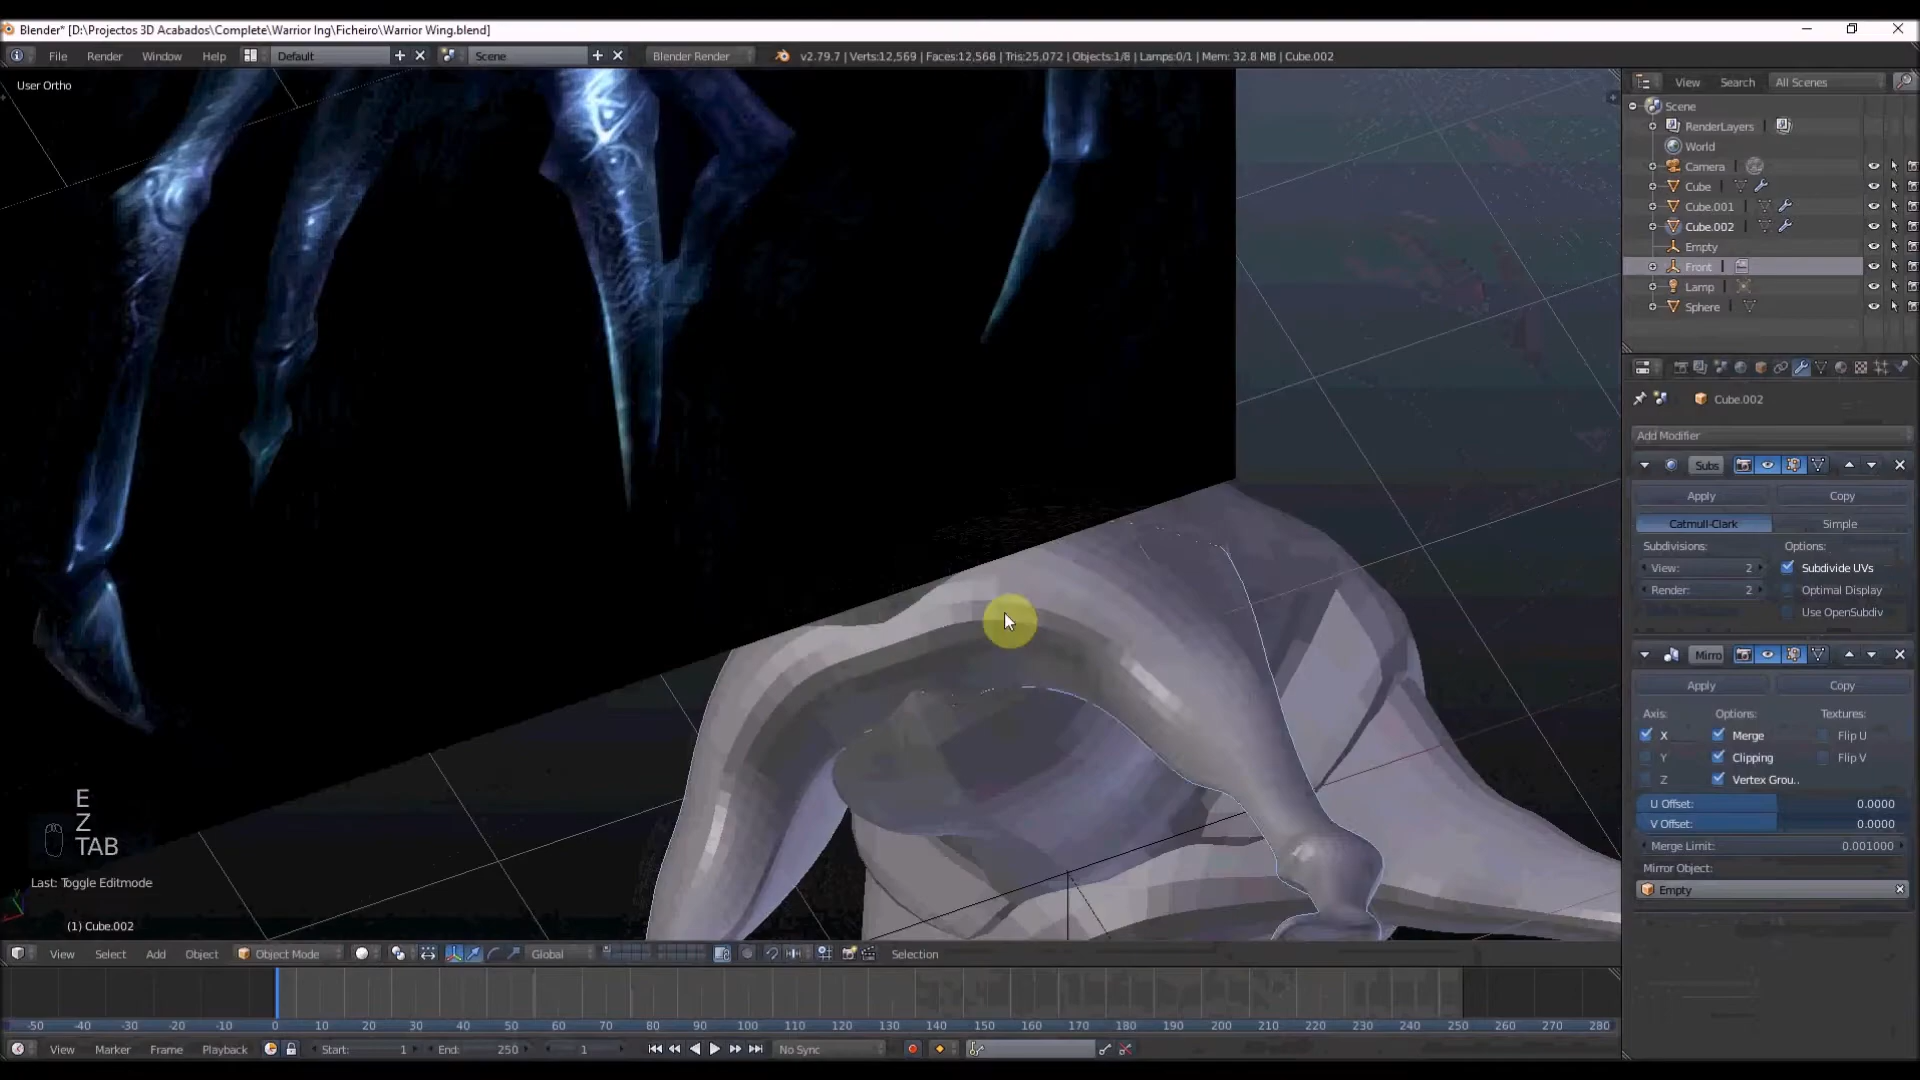 Blender* [D:\Projectos 3D Acabados\Complete\Warrior Ing\Ficheiro\Warrior Wing.blend]
File Render Window Help Default Scene Blender Render v2.79.7 | Verts:12,569 | Faces:12,568 | Tris:25,072 | Objects:1/8 | Lamps:0/1 | Mem: 32.8 MB | Cube.002
User Ortho
View Search All Scenes
Scene
RenderLayers
World
Camera
Cube
Cube.001
Cube.002
Empty
Front
Lamp
Sphere
Cube.002
Add Modifier
Subs
Apply Copy
Catmull-Clark Simple
Subdivisions: Options:
View: 2 Subdivide UVs
Render: 2 Optimal Display
Use OpenSubdiv
Mirro
Apply Copy
Axis: Options: Textures:
X Merge Flip U
Y Clipping Flip V
Z Vertex Grou..
U Offset: 0.0000
V Offset: 0.0000
Merge Limit: 0.001000
Mirror Object:
Empty
E
Z
TAB
Last: Toggle Editmode
(1) Cube.002
View Select Add Object Object Mode Global Selection
-50 -40 -30 -20 -10 0 10 20 30 40 50 60 70 80 90 100 110 120 130 140 150 160 170 180 190 200 210 220 230 240 250 260 270 280
View Marker Frame Playback Start: 1 End: 250 1 No Sync